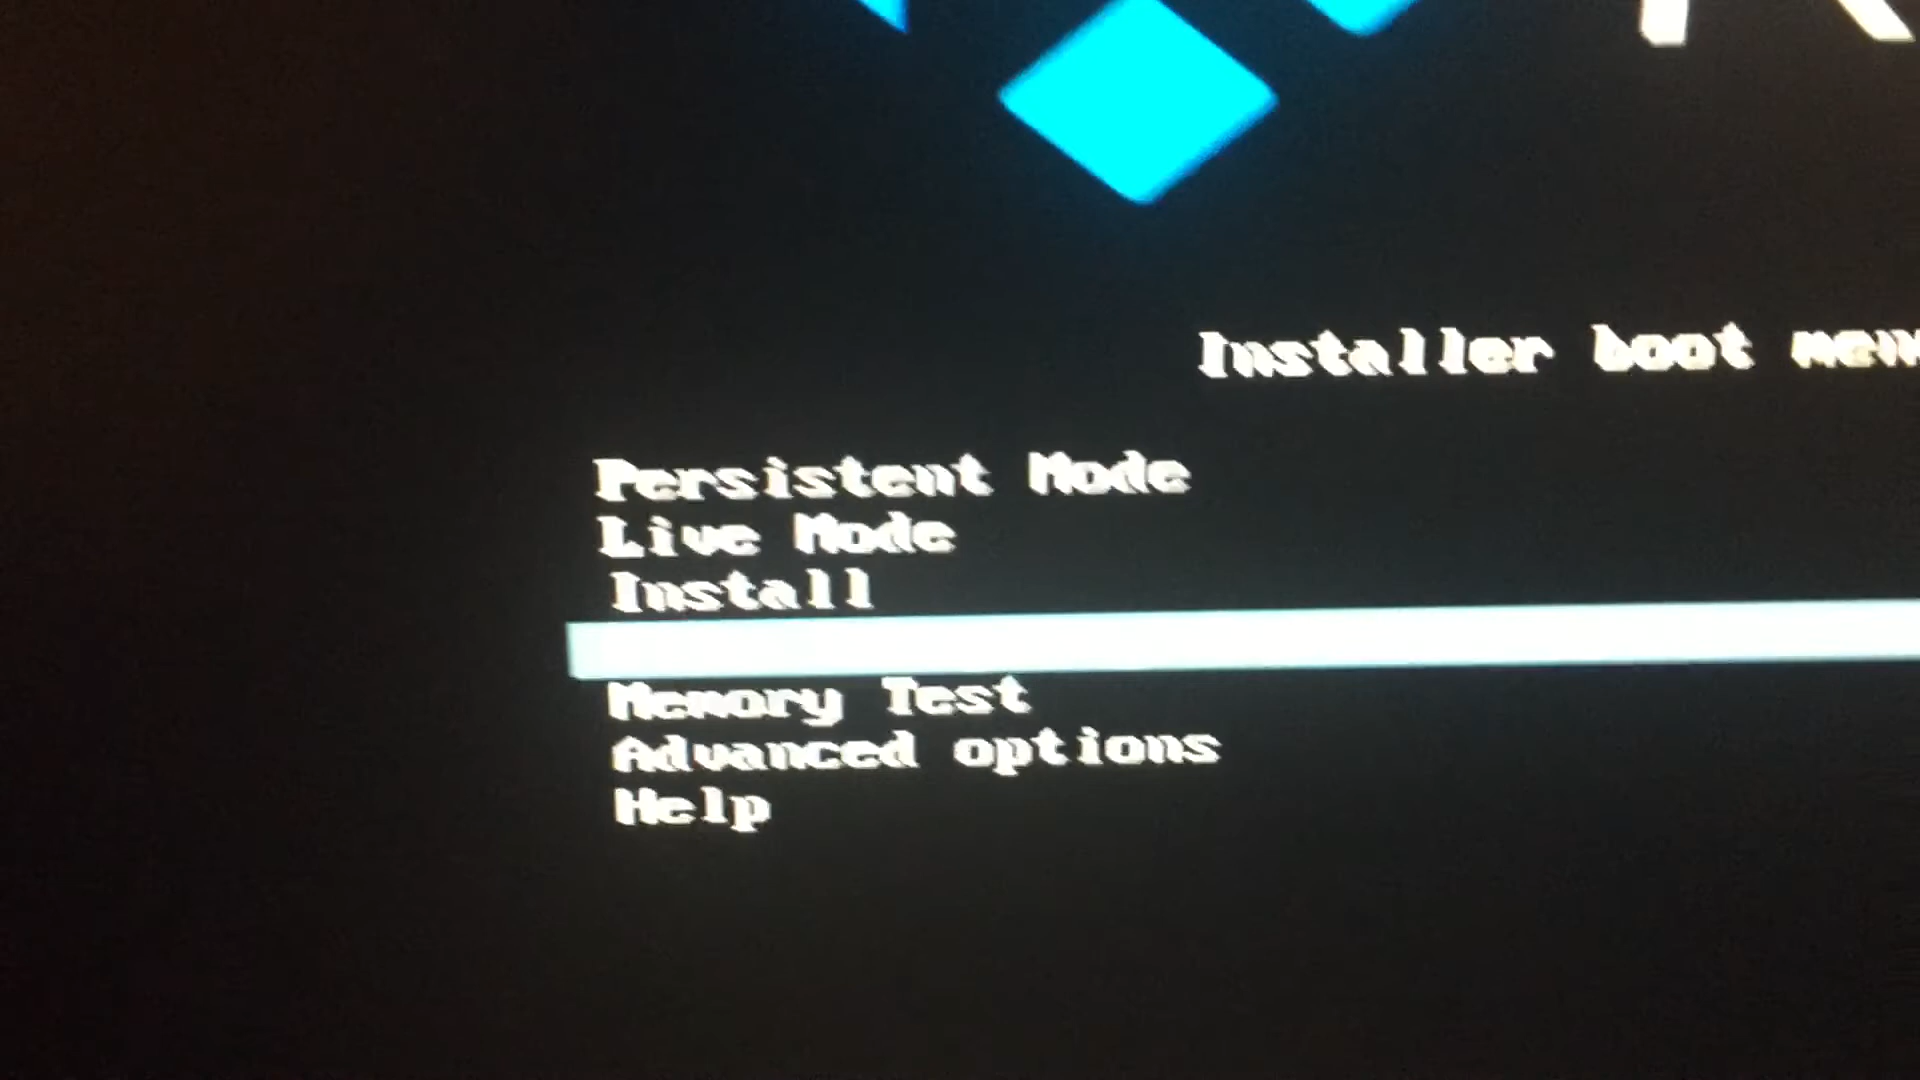 Installer boot
Persistent Mode
Live Mode
Install
Memory Test
Advanced options
Help